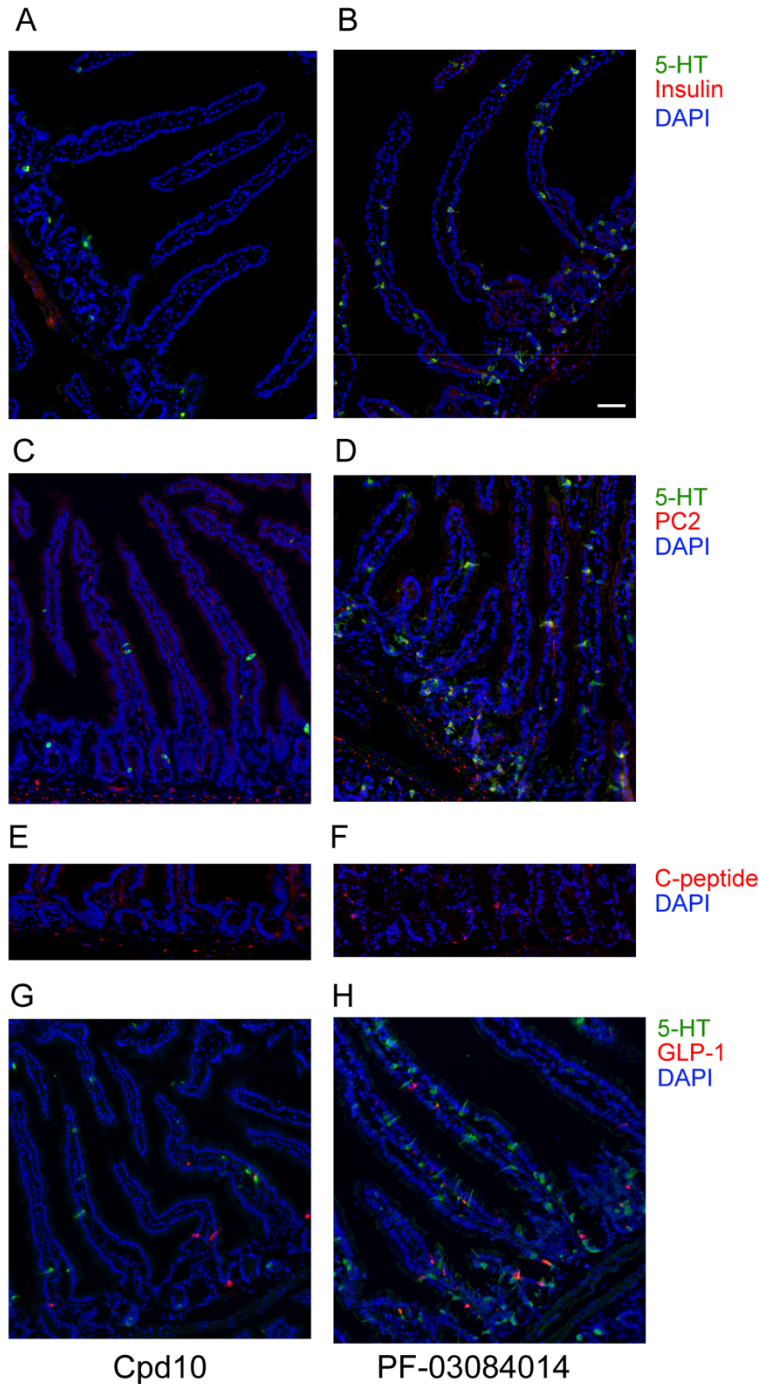 A
B
5-HT
Insulin
DAPI
C
D
5-HT
PC2
DAPI
E
F
C-peptide
DAPI
G
H
5-HT
GLP-1
DAPI
Cpd10
PF-03084014